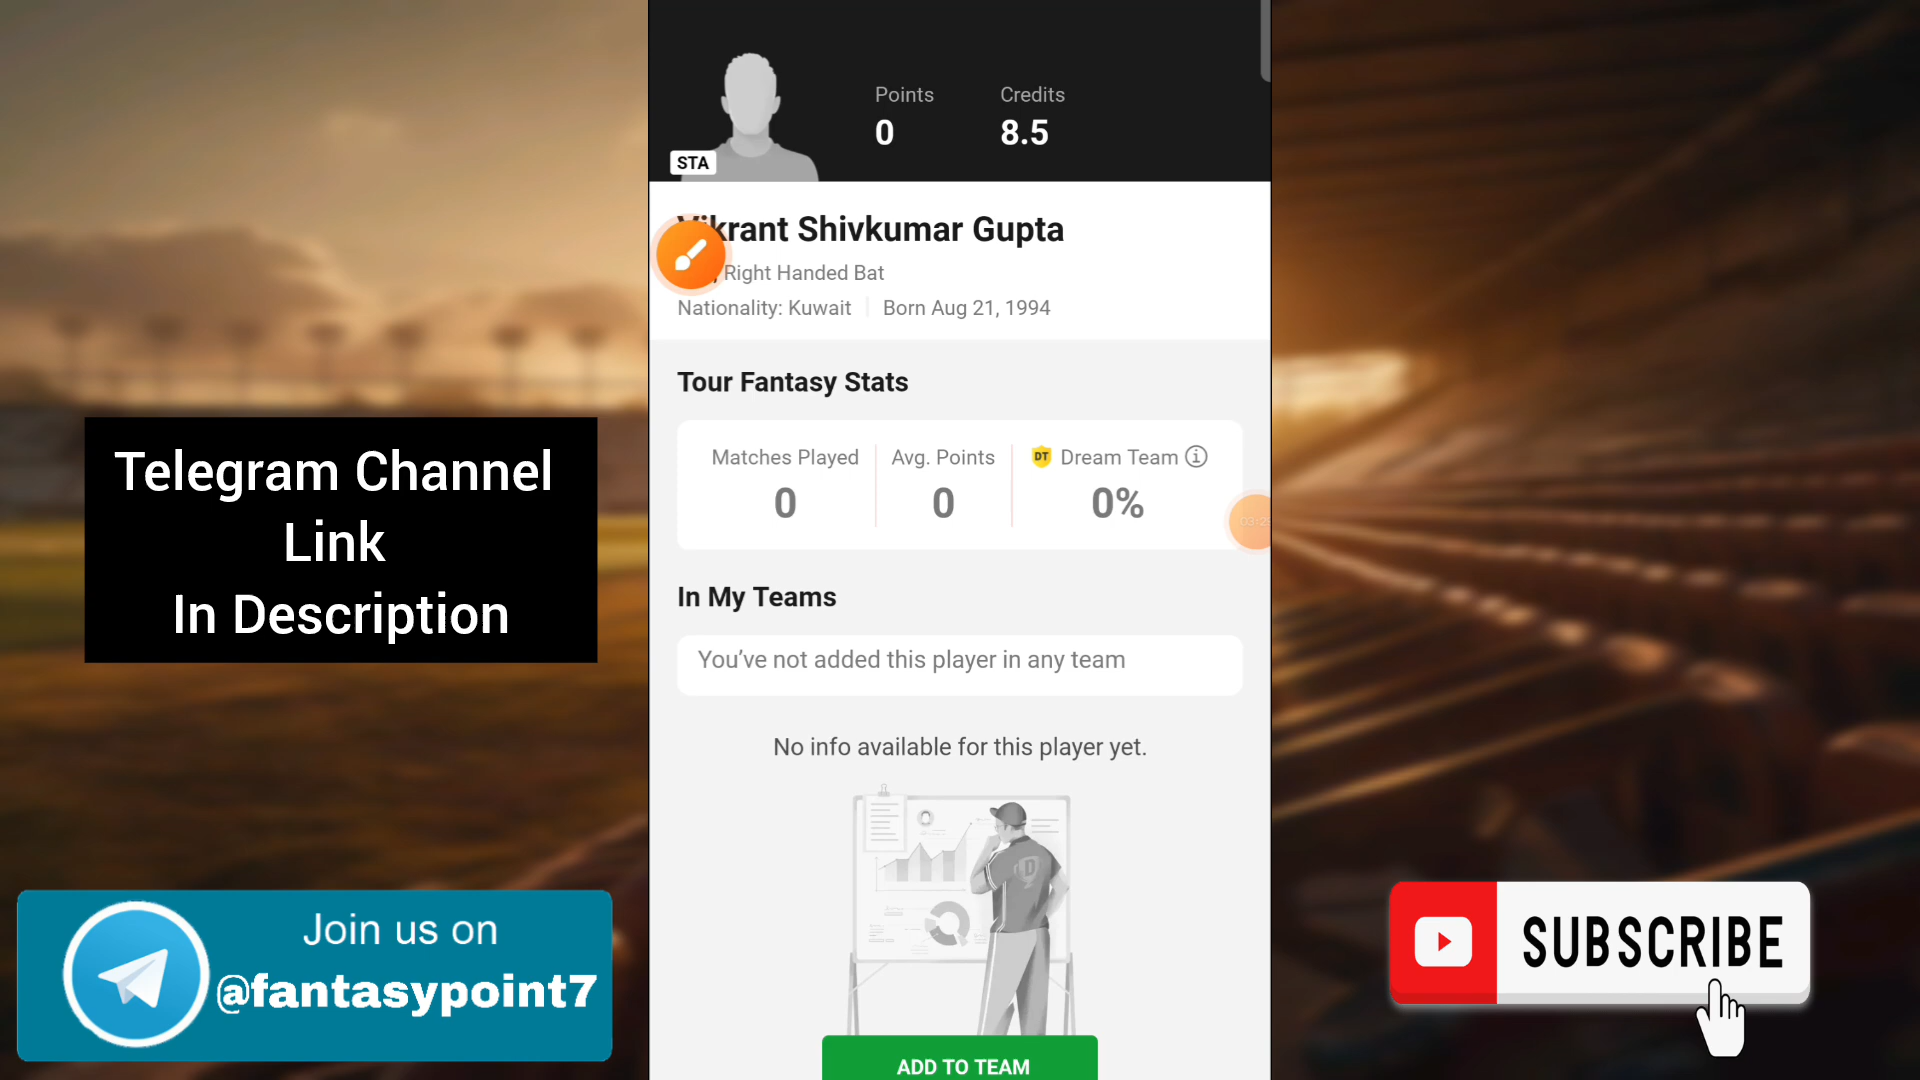 Points
Credits
0
8.5
STA
Vikrant Shivkumar Gupta
, Right Handed Bat
Nationality: Kuwait
Born Aug 21, 1994
Tour Fantasy Stats
Matches Played
Avg. Points
DT
Dream Team
0
0
0%
In My Teams
You've not added this player in any team
No info available for this player yet.
D
ADD TO TEAM
Telegram Channel
Link
In Description
Join us on
@fantasypoint7
SUBSCRIBE